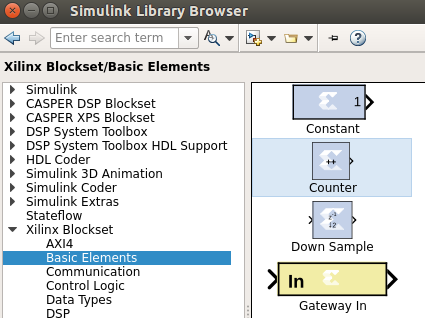 Simulink Library Browser
Enter search term
Xilinx Blockset/Basic Elements
Simulink
CASPER DSP Blockset
CASPER XPS Blockset
DSP System Toolbox
DSP System Toolbox HDL Support
HDL Coder
Simulink 3D Animation
Simulink Coder
Simulink Extras
Stateflow
Xilinx Blockset
AXI4
Basic Elements
Communication
Control Logic
Data Types
DSP
1
Constant
++
Counter
Down Sample
In
Gateway In